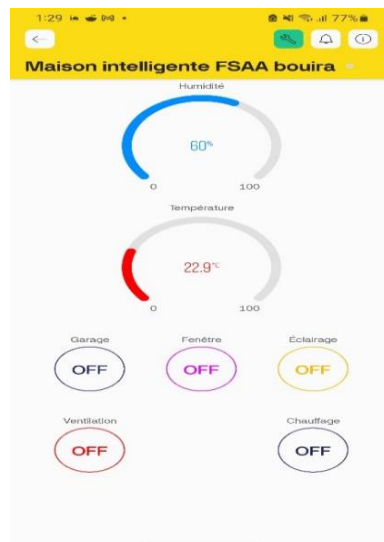 1:29
77%
Maison intelligente FSAA bouira
Humidité
60%
0 100
Température
22.9°C
0 100
Garage Fenêtre Éclairage
OFF OFF OFF
Ventilation Chauffage
OFF OFF